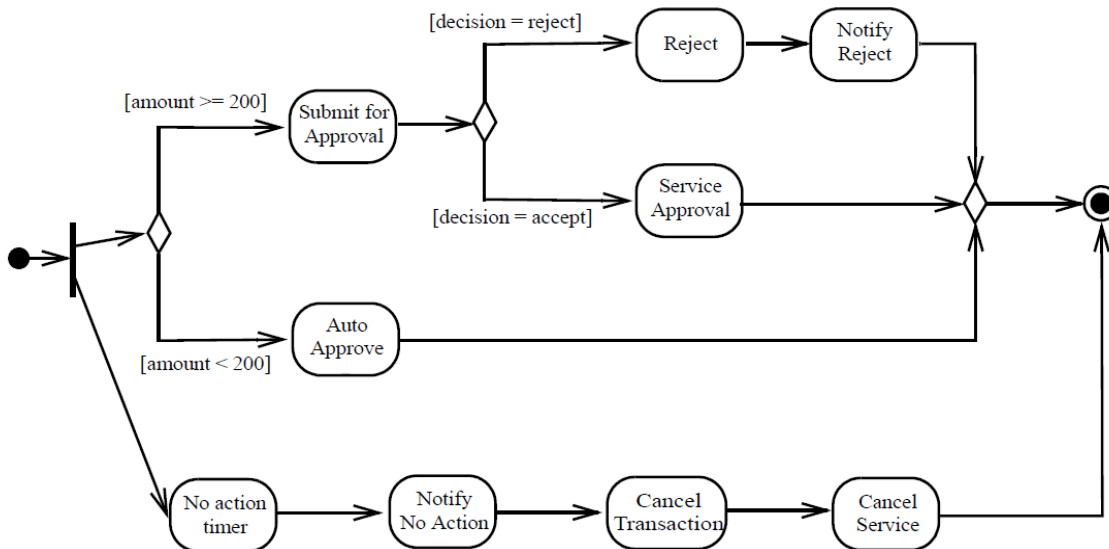 [decision = reject]
Reject
Notify
Reject
[amount >= 200]
Submit for
Approval
Service
Approval
[decision = accept]
Auto
Approve
[amount < 200]
No action
timer
Notify
No Action
Cancel
Transaction
Cancel
Service